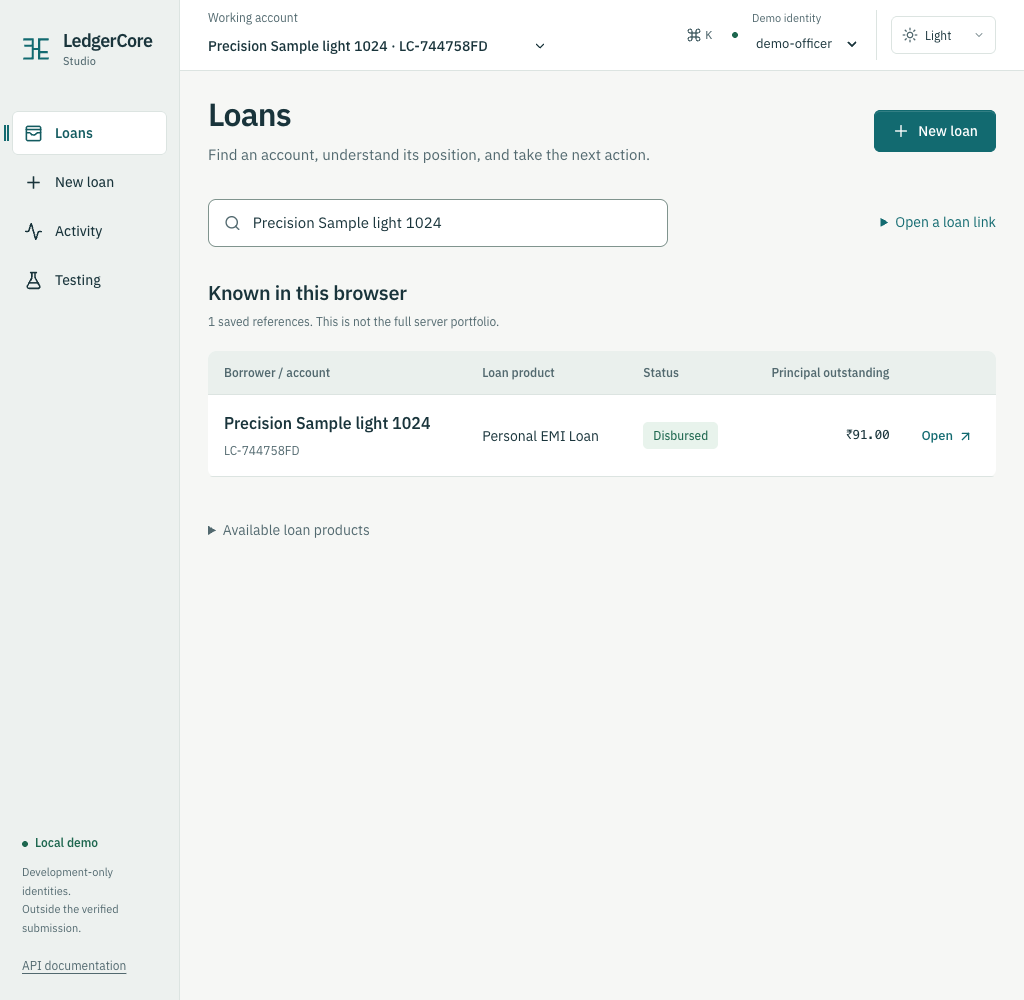 LedgerCore
Studio
Loans
New loan
Activity
Testing
Local demo
Development-only
identities.
Outside the verified
submission.
API documentation
Working account
Precision Sample light 1024 · LC-744758FD
⌘ K
Demo identity
demo-officer
Light
Loans
Find an account, understand its position, and take the next action.
New loan
Precision Sample light 1024
Open a loan link
Known in this browser
1 saved references. This is not the full server portfolio.
Borrower / account Loan product Status Principal outstanding
Precision Sample light 1024
LC-744758FD
Personal EMI Loan
Disbursed
₹91.00
Open
Available loan products